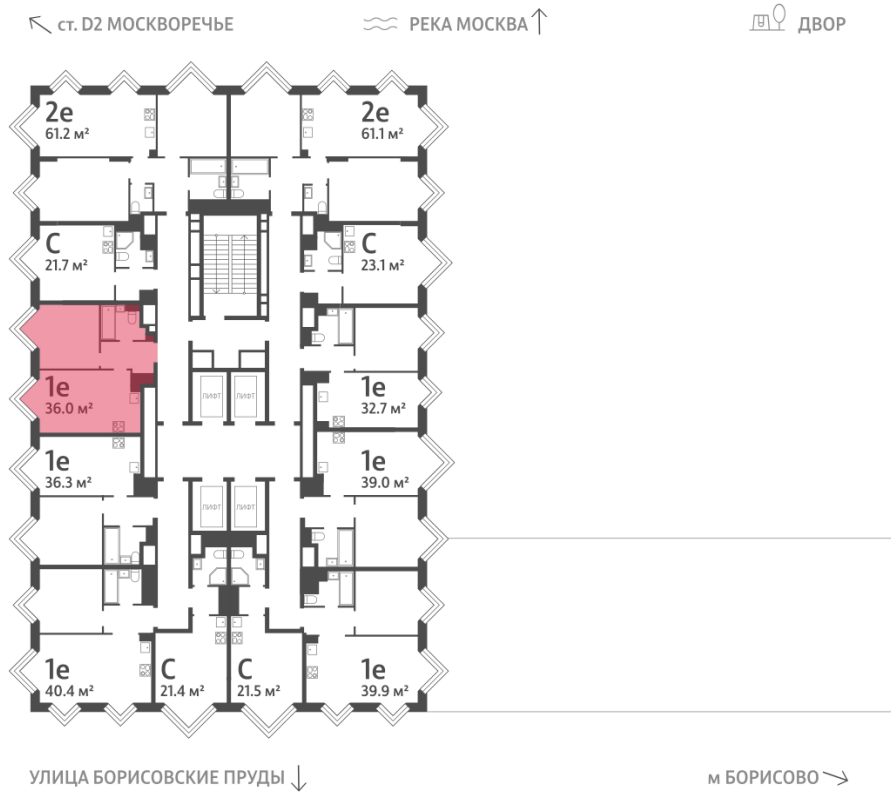 ст. D2 МОСКВОРЕЧЬЕ
РЕКА МОСКВА
ДВОР
2е
61.2 м²
2е
61.1 м²
С
21.7 м²
С
23.1 м²
1е
36.0 м²
ЛИФТ
ЛИФТ
1е
32.7 м²
1е
36.3 м²
1е
39.0 м²
ЛИФТ
ЛИФТ
1е
40.4 м²
С
21.4 м²
С
21.5 м²
1е
39.9 м²
УЛИЦА БОРИСОВСКИЕ ПРУДЫ
м БОРИСОВО